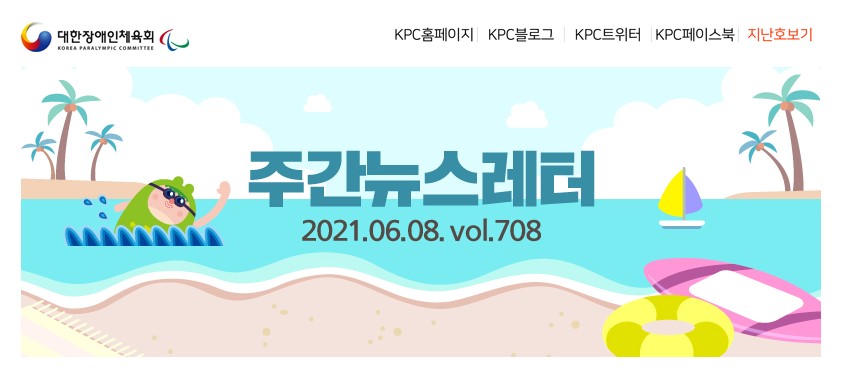 대한장애인체육회
KOREA PARALYMPIC COMMITTEE
KPC홈페이지 KPC블로그 KPC트위터 KPC페이스북 지난호보기
주간뉴스레터
2021.06.08. vol.708